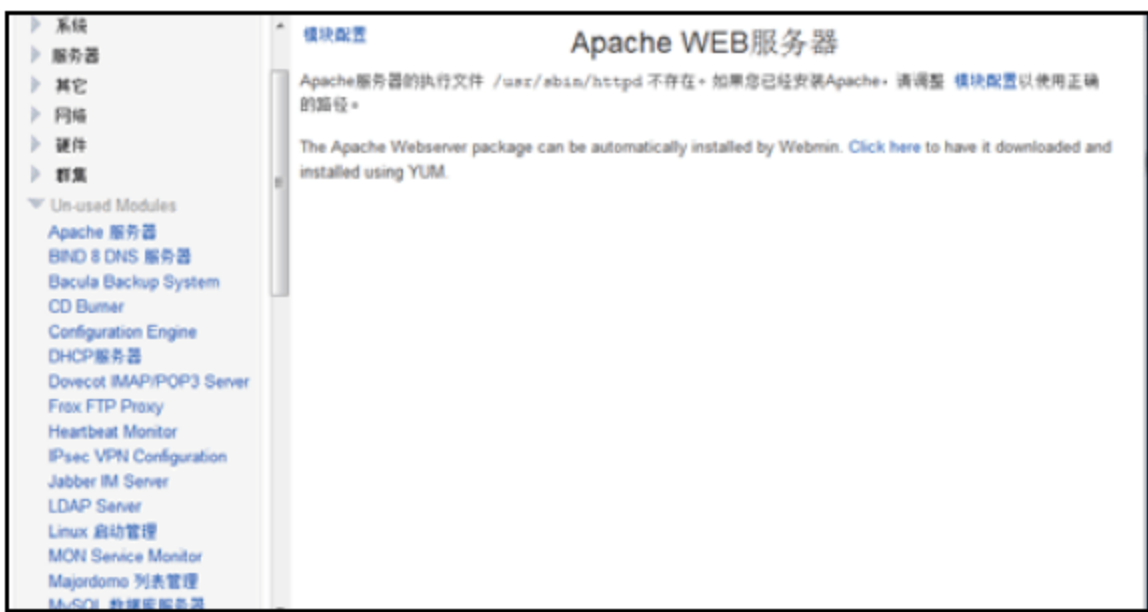 系统
服务器
其它
网络
硬件
群集
Un-used Modules
Apache 服务器
BIND 8 DNS 服务器
Bacula Backup System
CD Burner
Configuration Engine
DHCP服务器
Dovecot IMAP/POP3 Server
Frox FTP Proxy
Heartbeat Monitor
IPsec VPN Configuration
Jabber IM Server
LDAP Server
Linux 启动管理
MON Service Monitor
Majordomo 列表管理
MySQL 数据库服务器
模块配置
Apache WEB服务器
Apache服务器的执行文件 /usr/sbin/httpd 不存在。如果您已经安装Apache，请调整 模块配置以使用正确
的路径。
The Apache Webserver package can be automatically installed by Webmin. Click here to have it downloaded and
installed using YUM.